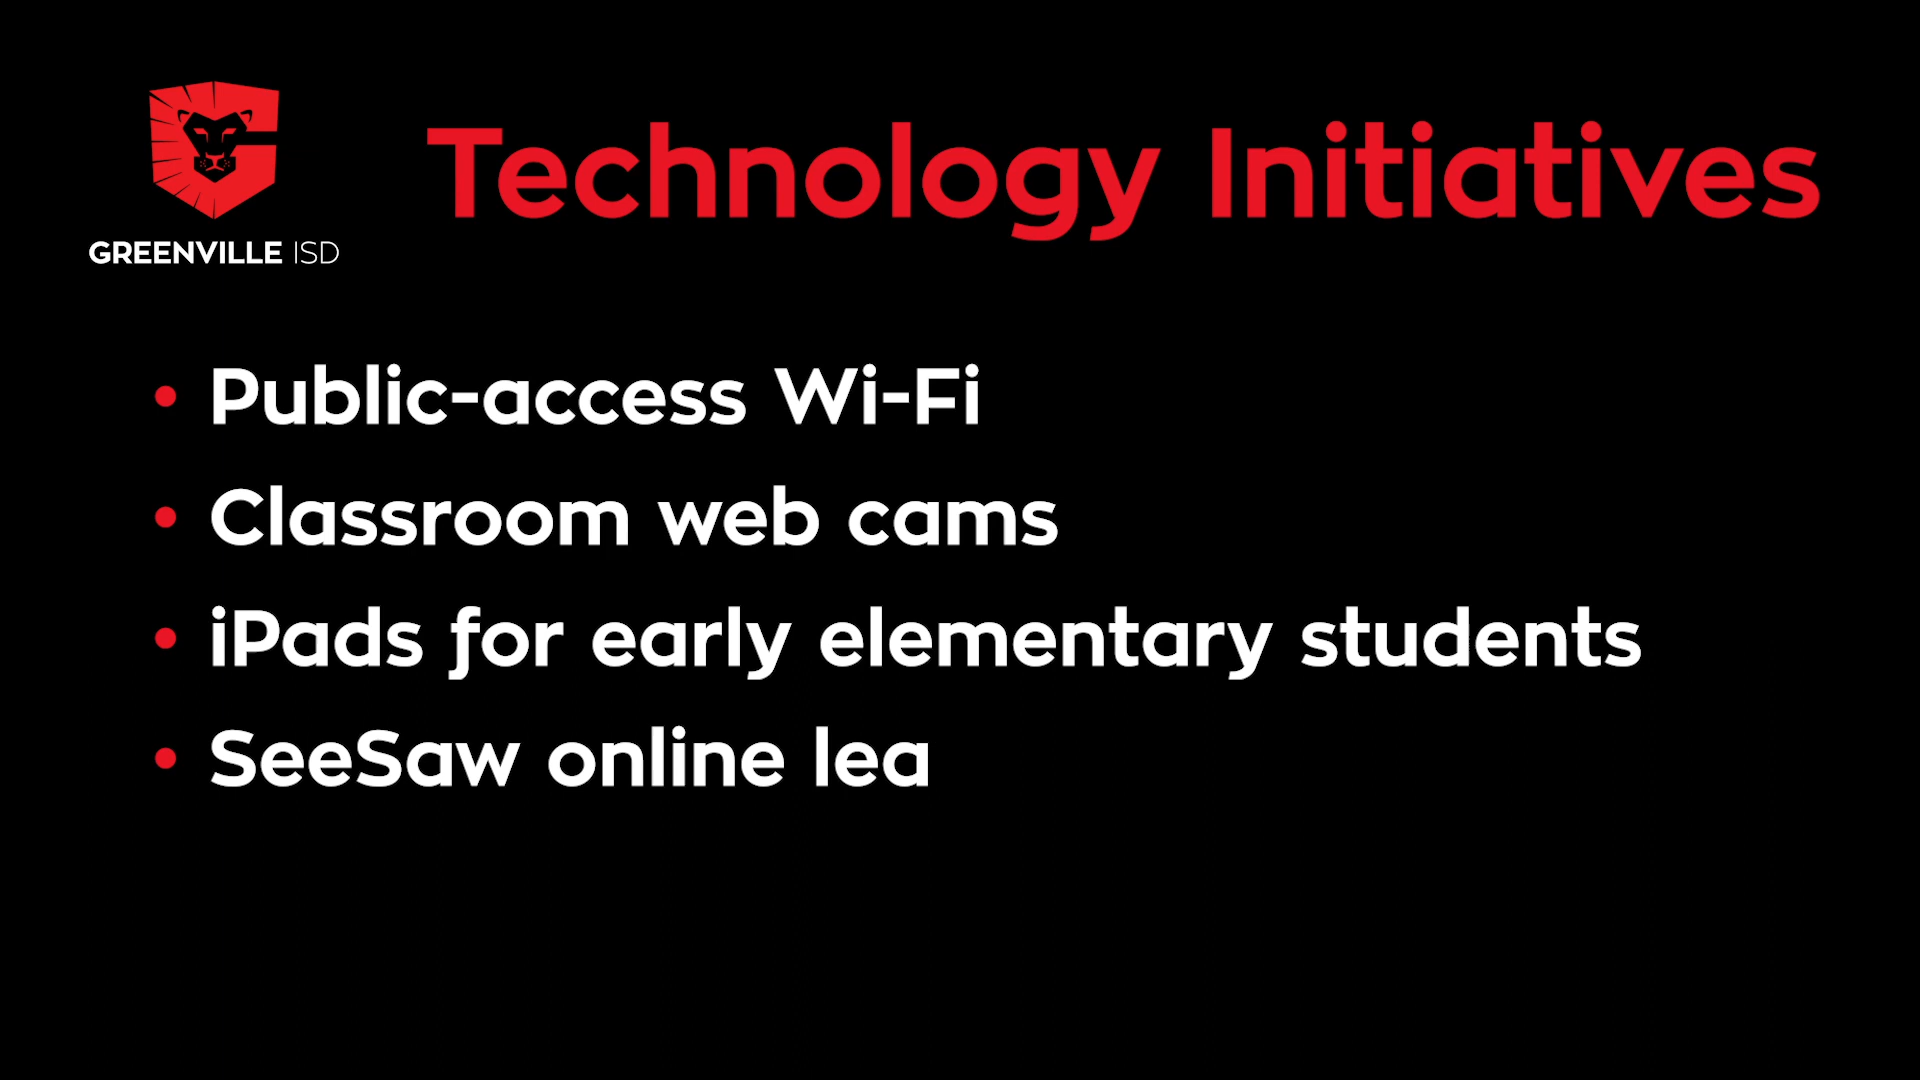 Technology Initiatives
GREENVILLE ISD
• Public-access Wi-Fi
• Classroom web cams
• iPads for early elementary students
• SeeSaw online lea